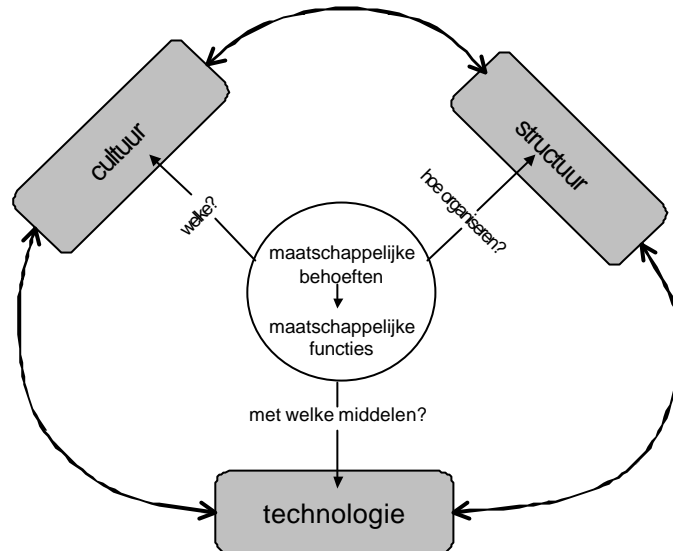 cultuur
structuur
welke?
hoe organiseren?
maatschappelijke
behoeften
maatschappelijke
functies
met welke middelen?
technologie